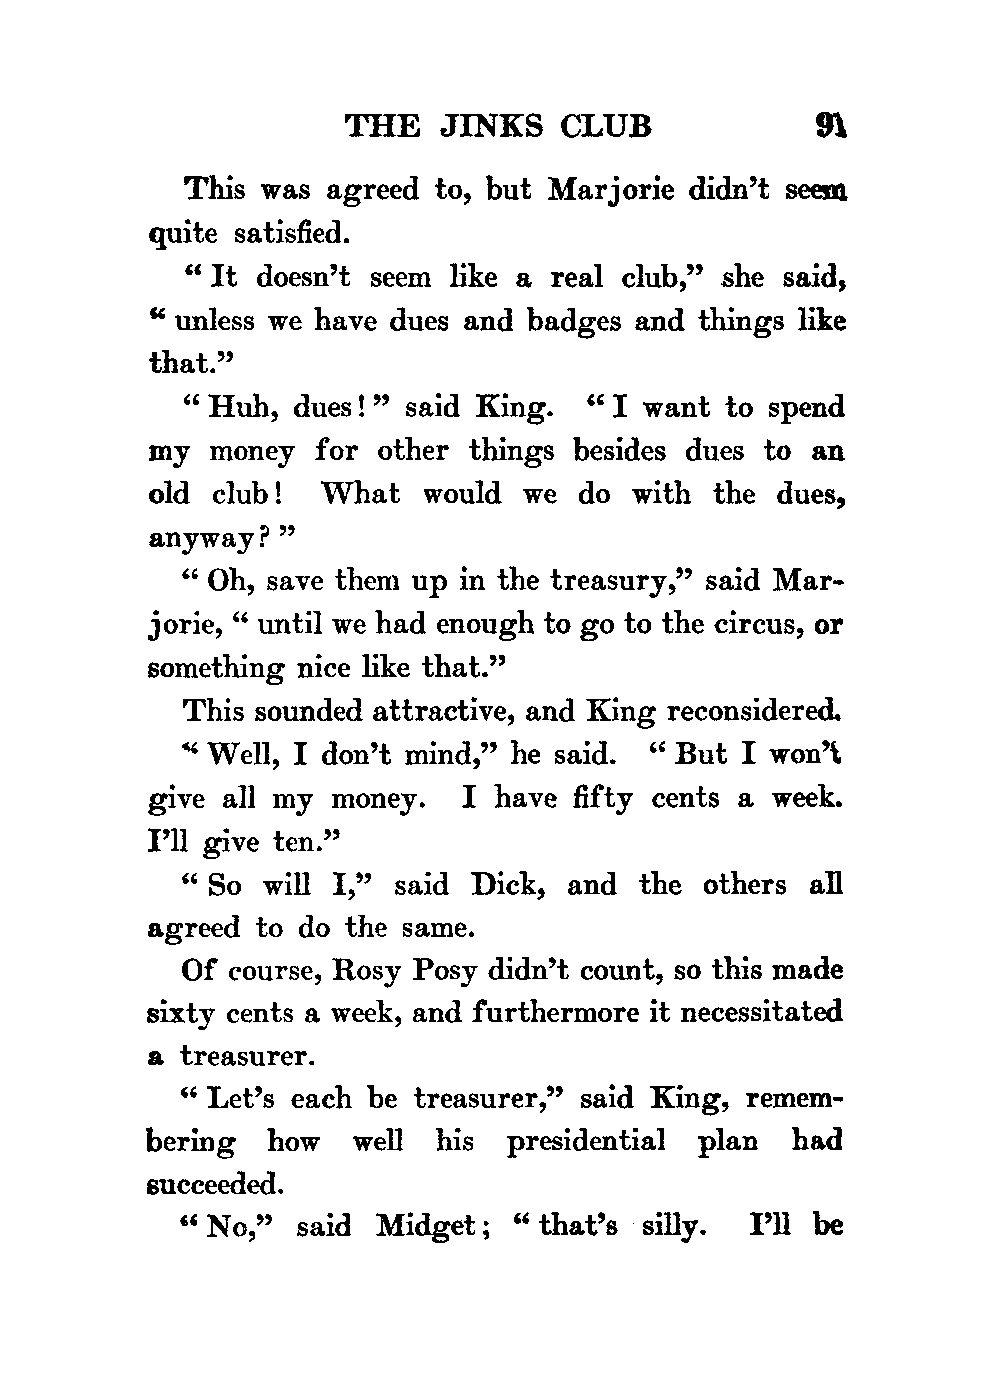 THE JINKS CLUB 91
This was agreed to, but Marjorie didn't seem
quite satisfied.
" It doesn't seem like a real club," she said,
" unless we have dues and badges and things like
that."
" Huh, dues! " said King. " I want to spend
my money for other things besides dues to an
old club! What would we do with the dues,
anyway? "
" Oh, save them up in the treasury," said Mar-
jorie, " until we had enough to go to the circus, or
something nice like that."
This sounded attractive, and King reconsidered.
" Well, I don't mind," he said. " But I won't
give all my money. I have fifty cents a week.
I'll give ten."
" So will I," said Dick, and the others all
agreed to do the same.
Of course, Rosy Posy didn't count, so this made
sixty cents a week, and furthermore it necessitated
a treasurer.
" Let's each be treasurer," said King, remem-
bering how well his presidential plan had
succeeded.
" No," said Midget; " that's silly. I'll be